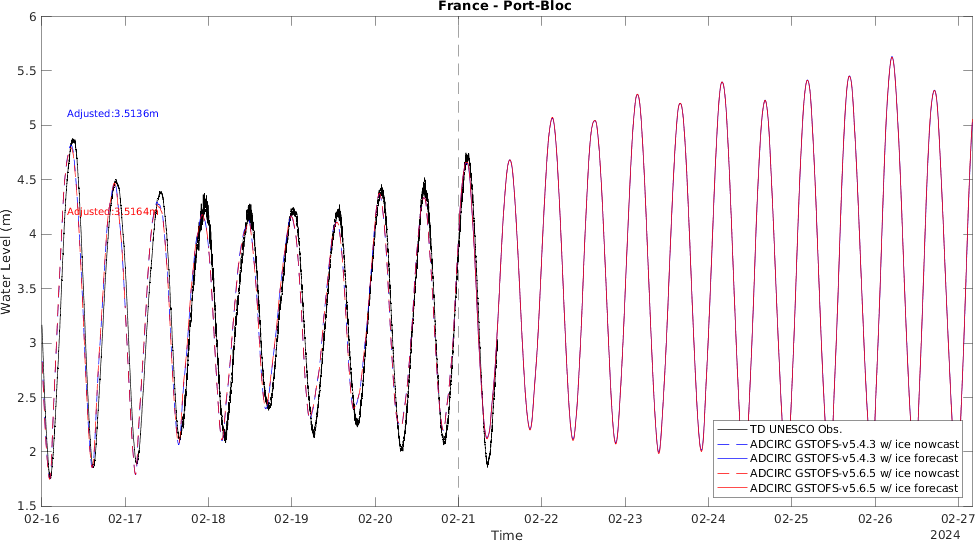 France - Port-Bloc
6
5.5
5
4.5
4
3.5
3
2.5
2
1.5
Water Level (m)
Adjusted:3.5136m
Adjusted:3.5164m
TD UNESCO Obs.
ADCIRC GSTOFS-v5.4.3 w/ ice nowcast
ADCIRC GSTOFS-v5.4.3 w/ ice forecast
ADCIRC GSTOFS-v5.6.5 w/ ice nowcast
ADCIRC GSTOFS-v5.6.5 w/ ice forecast
02-16 02-17 02-18 02-19 02-20 02-21 02-22 02-23 02-24 02-25 02-26 02-27
Time
2024